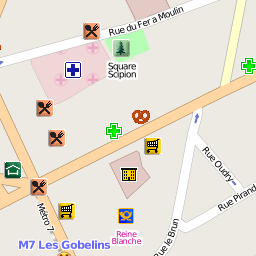 Rue du Fer a Moulin
Square
Scipion
Rue Oudry
Rue Pirand
Métro 7
M7 Les Gobelins
Reine
Blanche
Rue le Brun